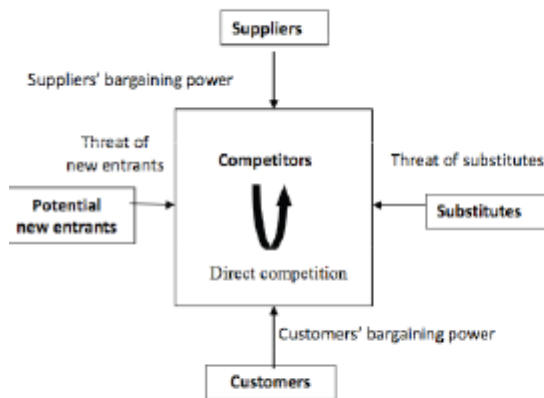 Suppliers
Suppliers' bargaining power
Threat of
new entrants
Competitors
Threat of substitutes
Potential
new entrants
Substitutes
Direct competition
Customers' bargaining power
Customers